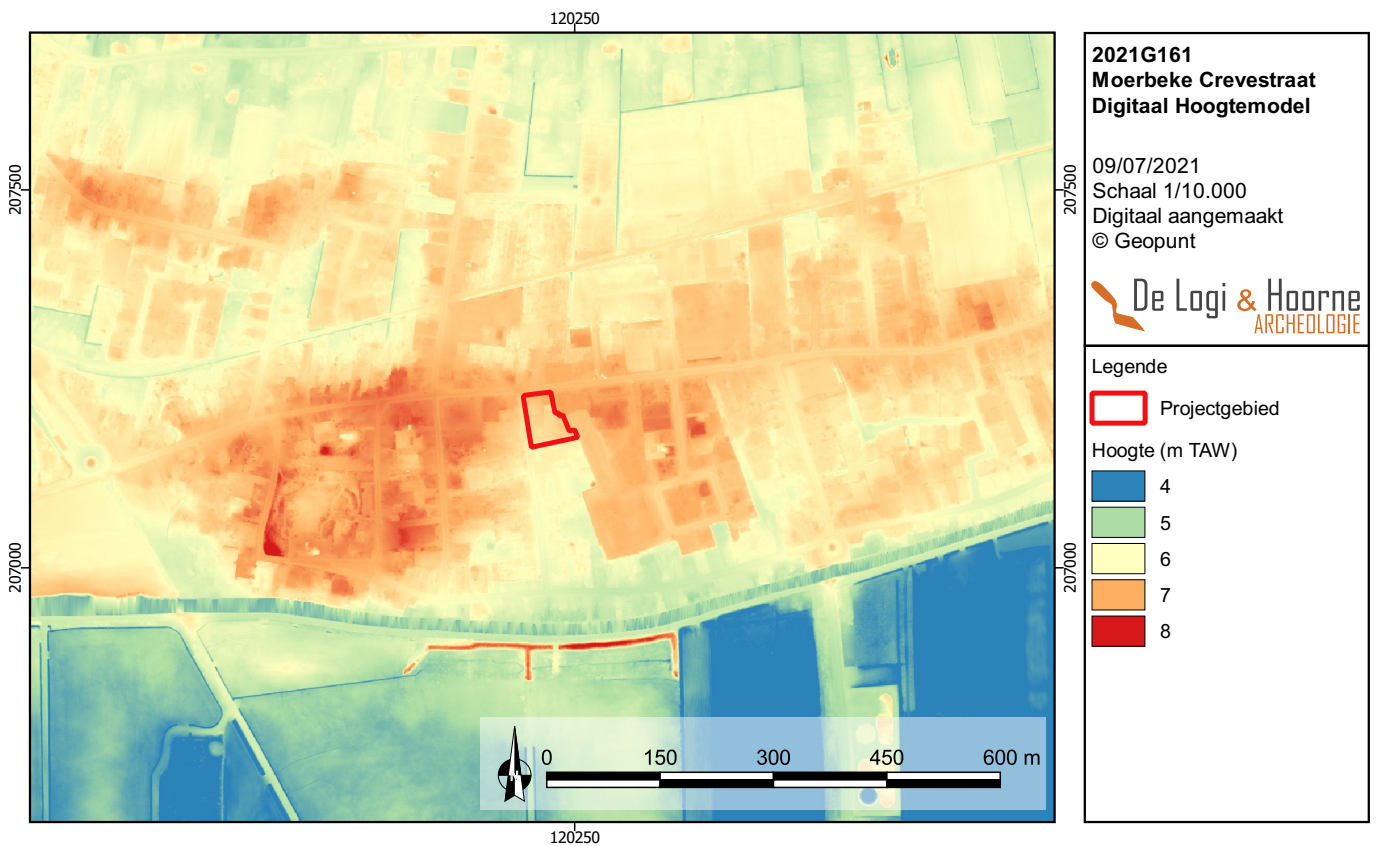 120250
207500
207500
207000
207000
N
0 150 300 450 600 m
120250
2021G161
Moerbeke Crevestraat
Digitaal Hoogtemodel
09/07/2021
Schaal 1/10.000
Digitaal aangemaakt
© Geopunt
De Logi & Hoorne
ARCHEOLOGIE
Legende
Projectgebied
Hoogte (m TAW)
4
5
6
7
8